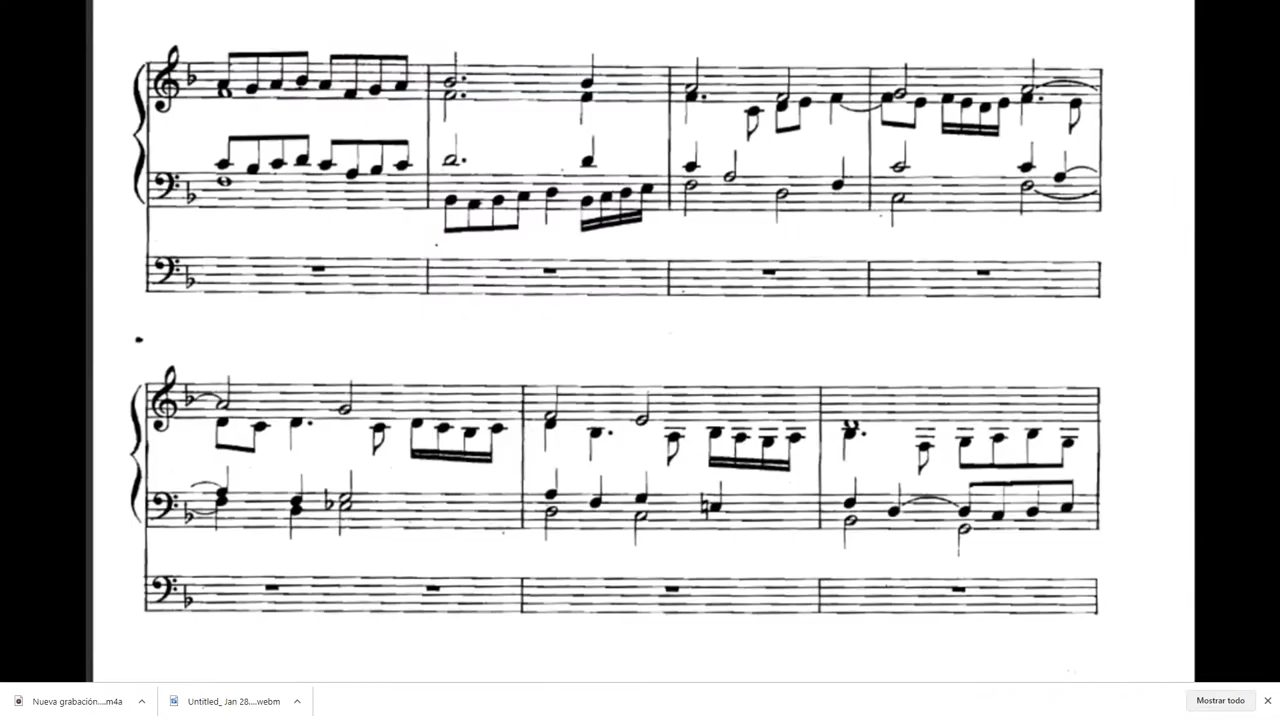 Nueva grabación....m4a
Untitled_ Jan 28....webm
Mostrar todo